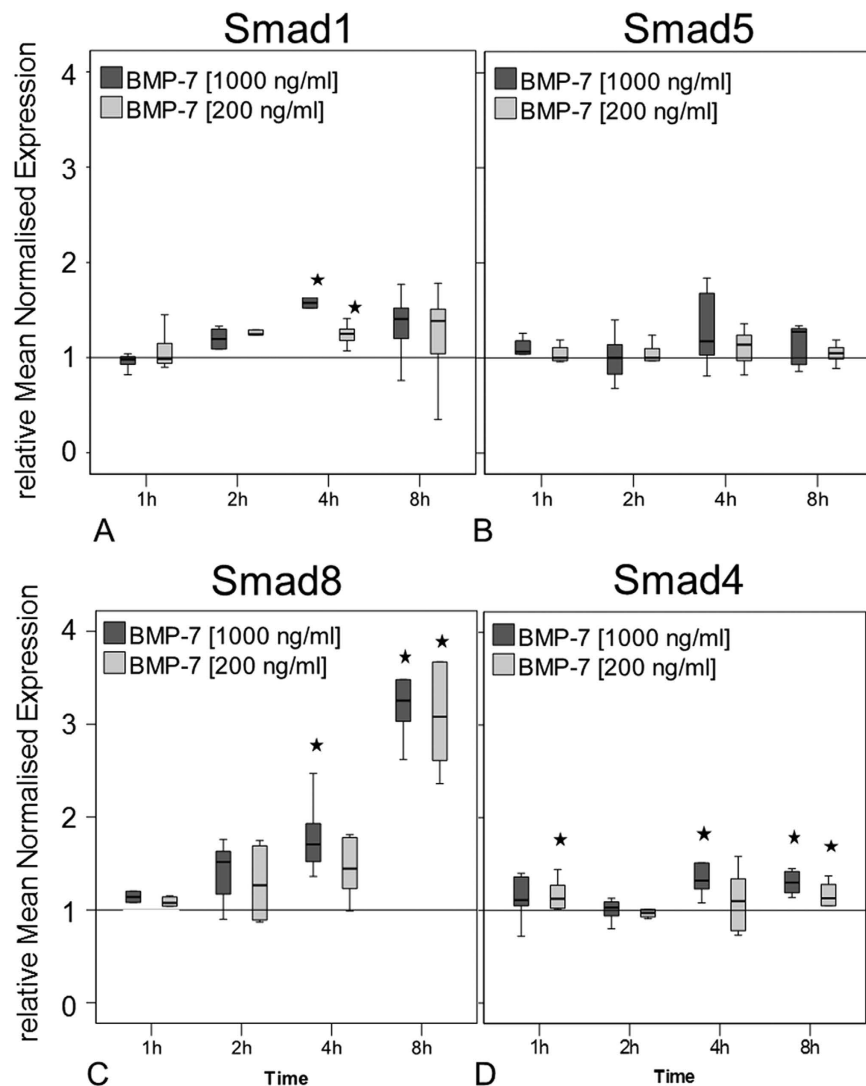 Smad1
Smad5
relative Mean Normalised Expression
4
3
2
1
0
BMP-7 [1000 ng/ml]
BMP-7 [200 ng/ml]
BMP-7 [1000 ng/ml]
BMP-7 [200 ng/ml]
★
★
1h 2h 4h 8h
1h 2h 4h 8h
A
B
Smad8
Smad4
relative Mean Normalised Expression
4
3
2
1
0
BMP-7 [1000 ng/ml]
BMP-7 [200 ng/ml]
BMP-7 [1000 ng/ml]
BMP-7 [200 ng/ml]
★
★
★
★
★
★
★
1h 2h 4h 8h
1h 2h 4h 8h
C
Time
D
Time